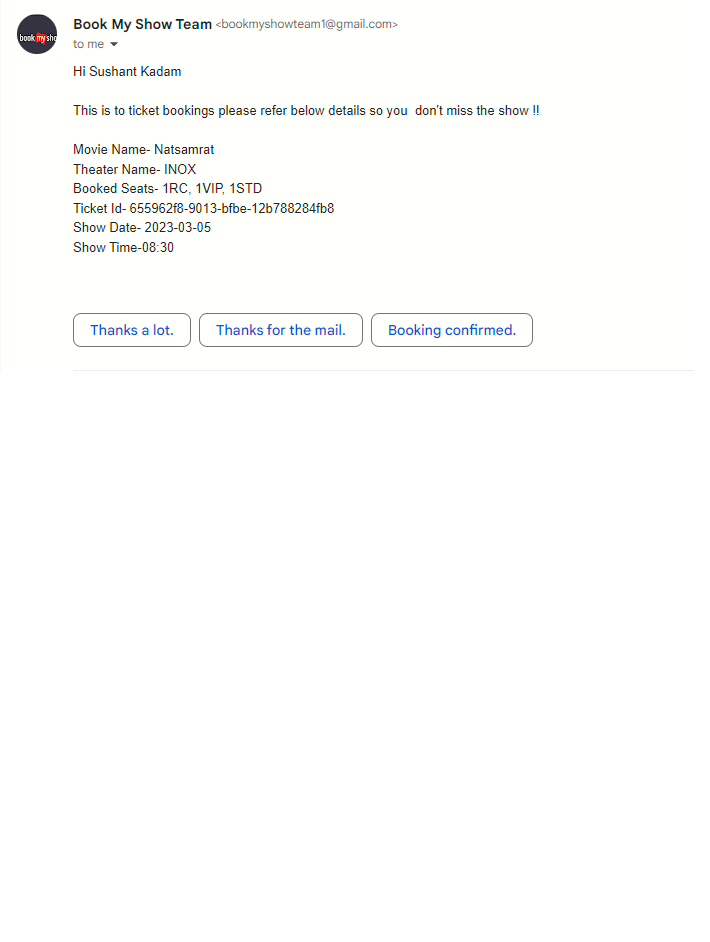 Book My Show Team <bookmyshowteam1@gmail.com>
book my sho
to me
Hi Sushant Kadam
This is to ticket bookings please refer below details so you  don't miss the show !!
Movie Name- Natsamrat
Theater Name- INOX
Booked Seats- 1RC, 1VIP, 1STD
Ticket Id- 655962f8-9013-bfbe-12b788284fb8
Show Date- 2023-03-05
Show Time-08:30
Thanks a lot. Thanks for the mail. Booking confirmed.